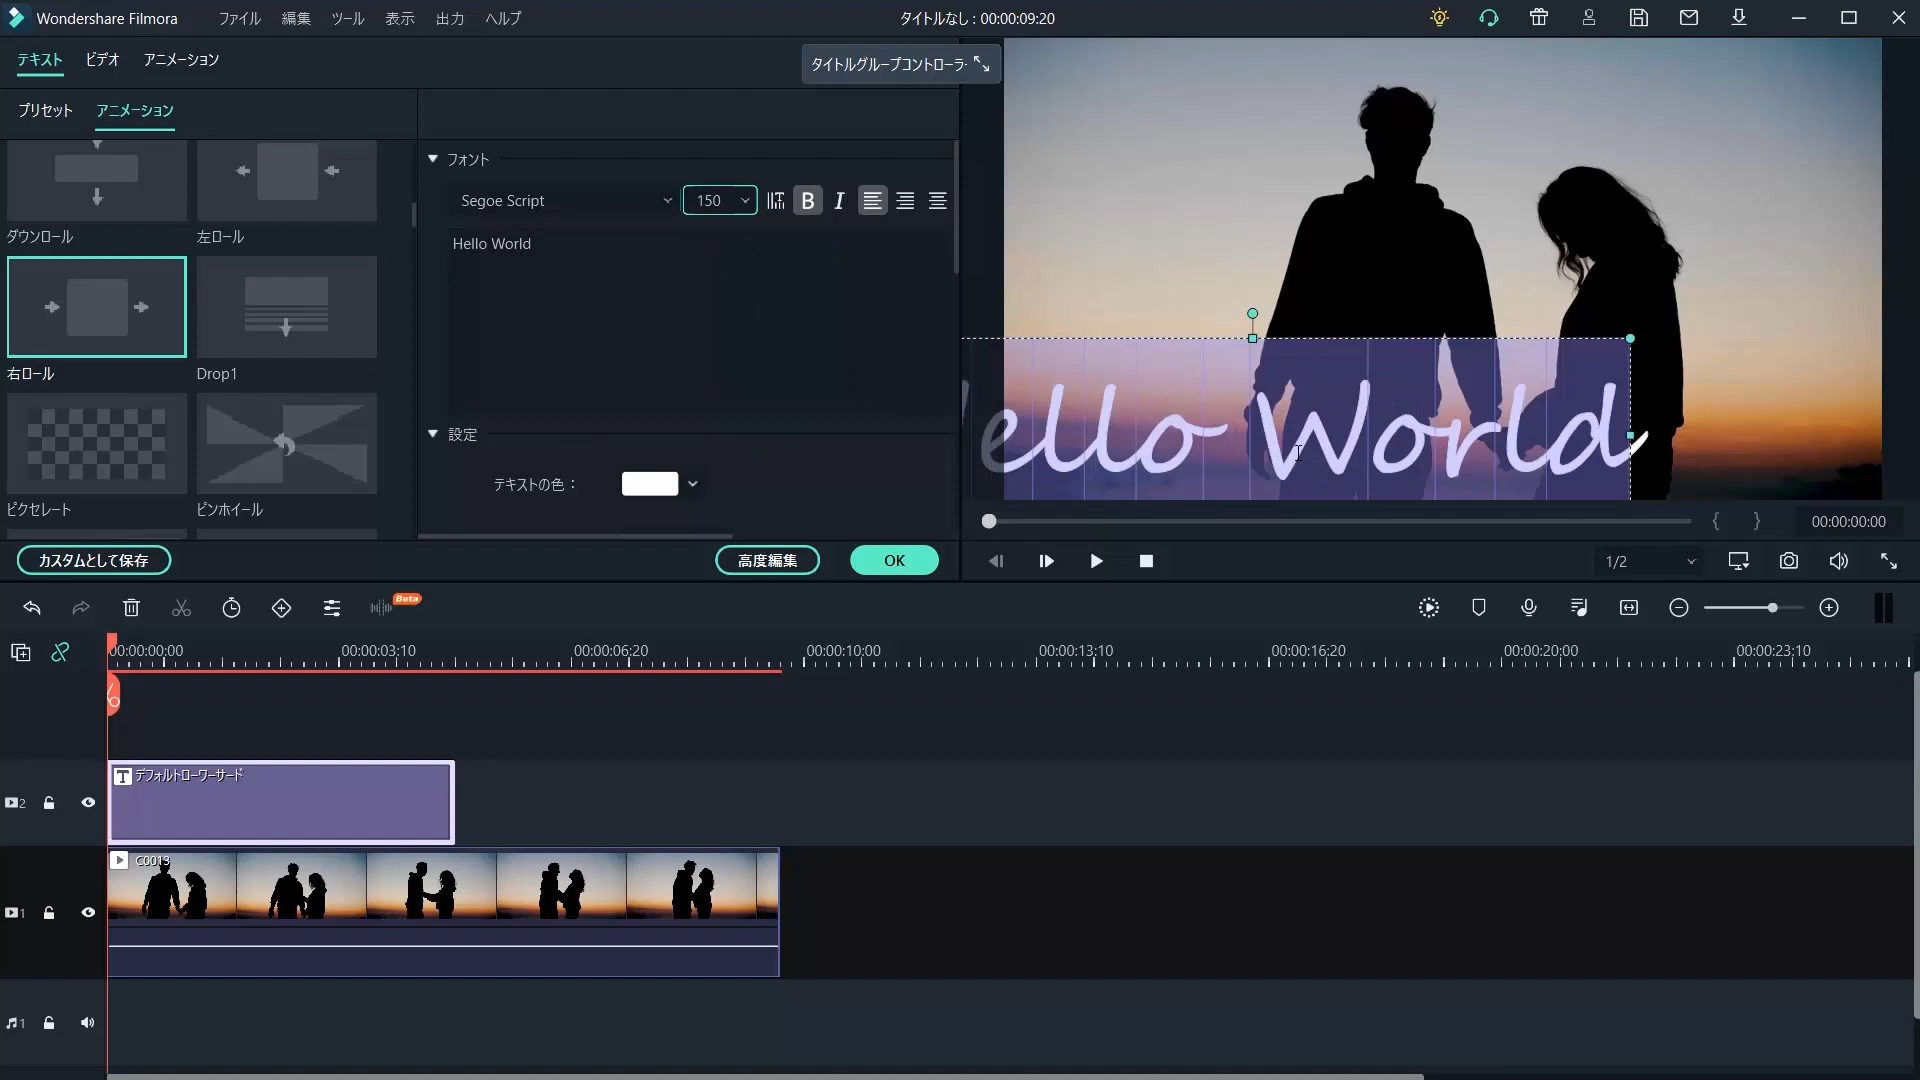 Wondershare Filmora
ファイル 編集 ツール 表示 出力 ヘルプ
タイトルなし : 00:00:09:20
テキスト ビデオ アニメーション
タイトルグループコントローラ-
プリセット アニメーション
ダウンロール 左ロール
右ロール Drop1
ピクセレート ピンホイール
フォント
Segoe Script 150 B I
Hello World
設定
テキストの色：
カスタムとして保存 高度編集 OK
ello World
{ } 00:00:00:00
1/2
Beta
00:00:00:00 00:00:03:10 00:00:06:20 00:00:10:00 00:00:13:10 00:00:16:20 00:00:20:00 00:00:23:10
2
T デフォルトローワーサード
1
C0013
1